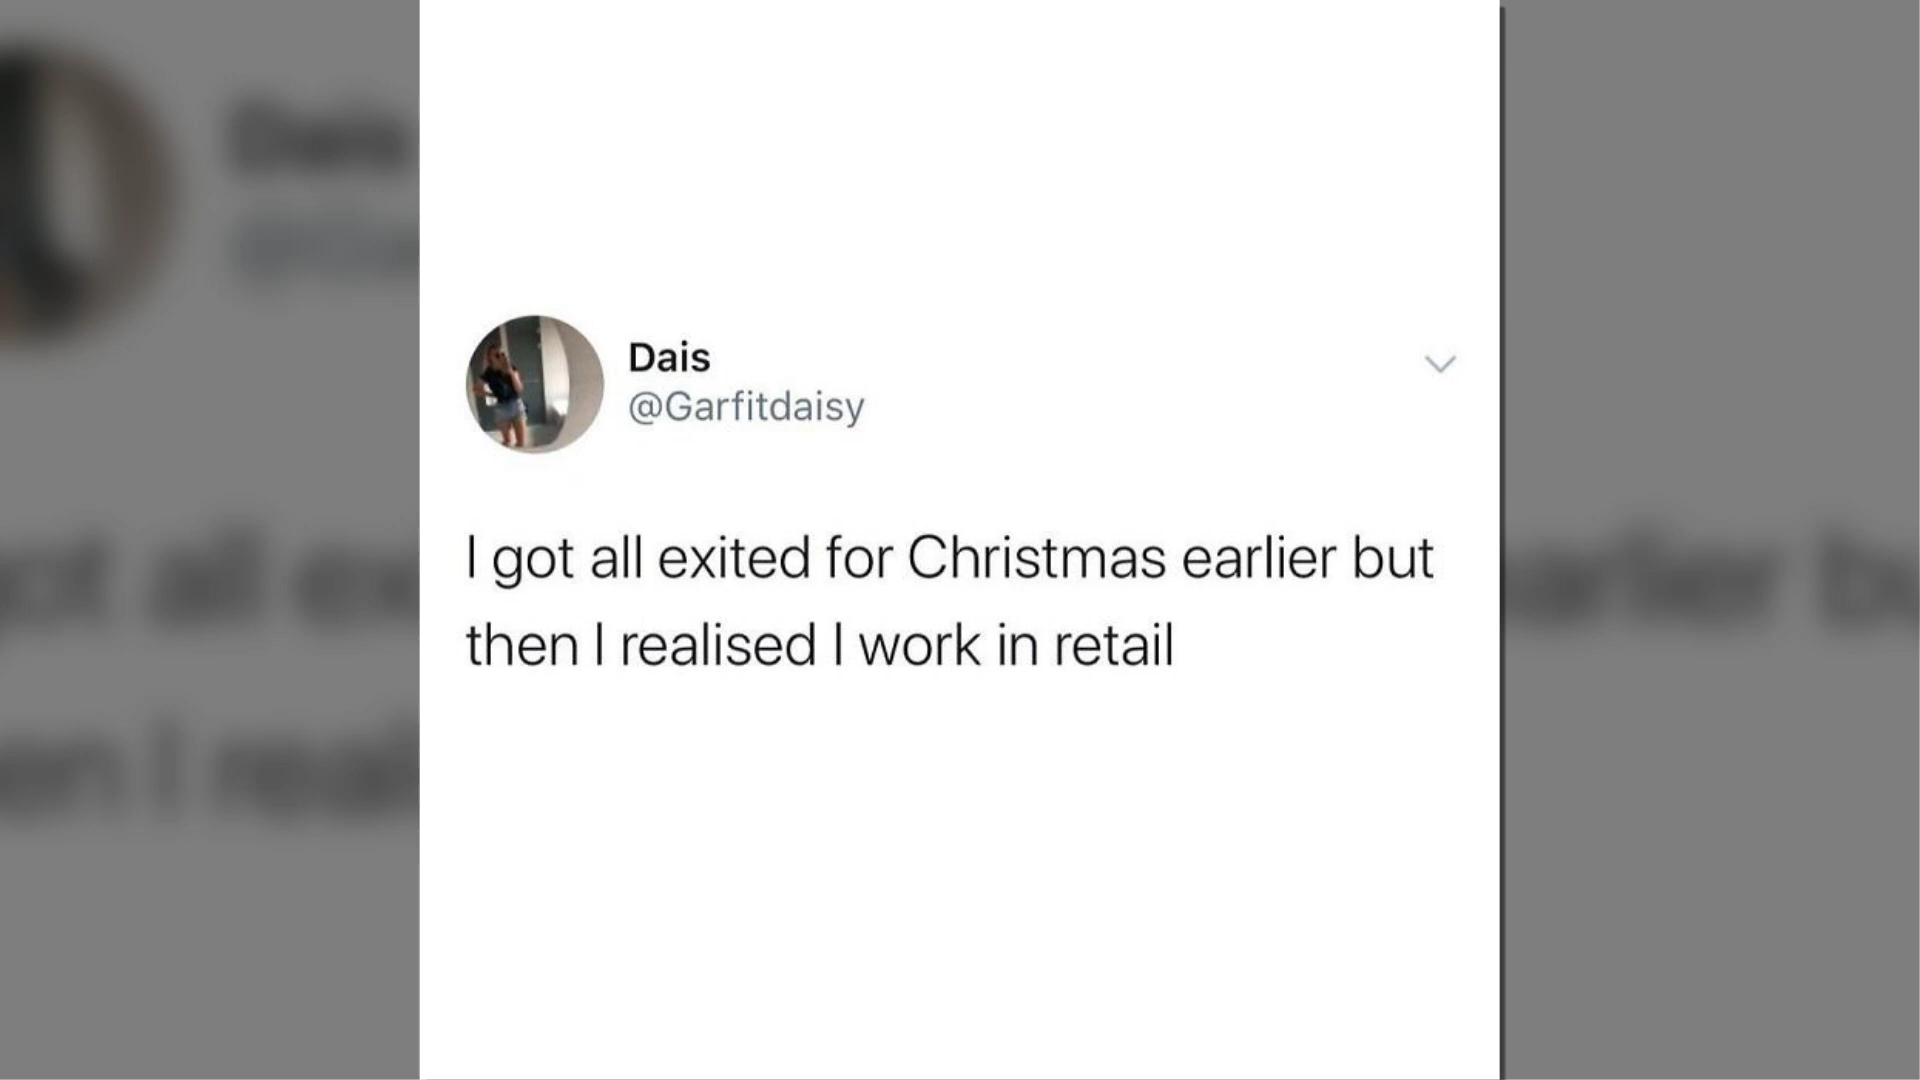 Dais
@Garfitdaisy
I got all exited for Christmas earlier but
then I realised I work in retail